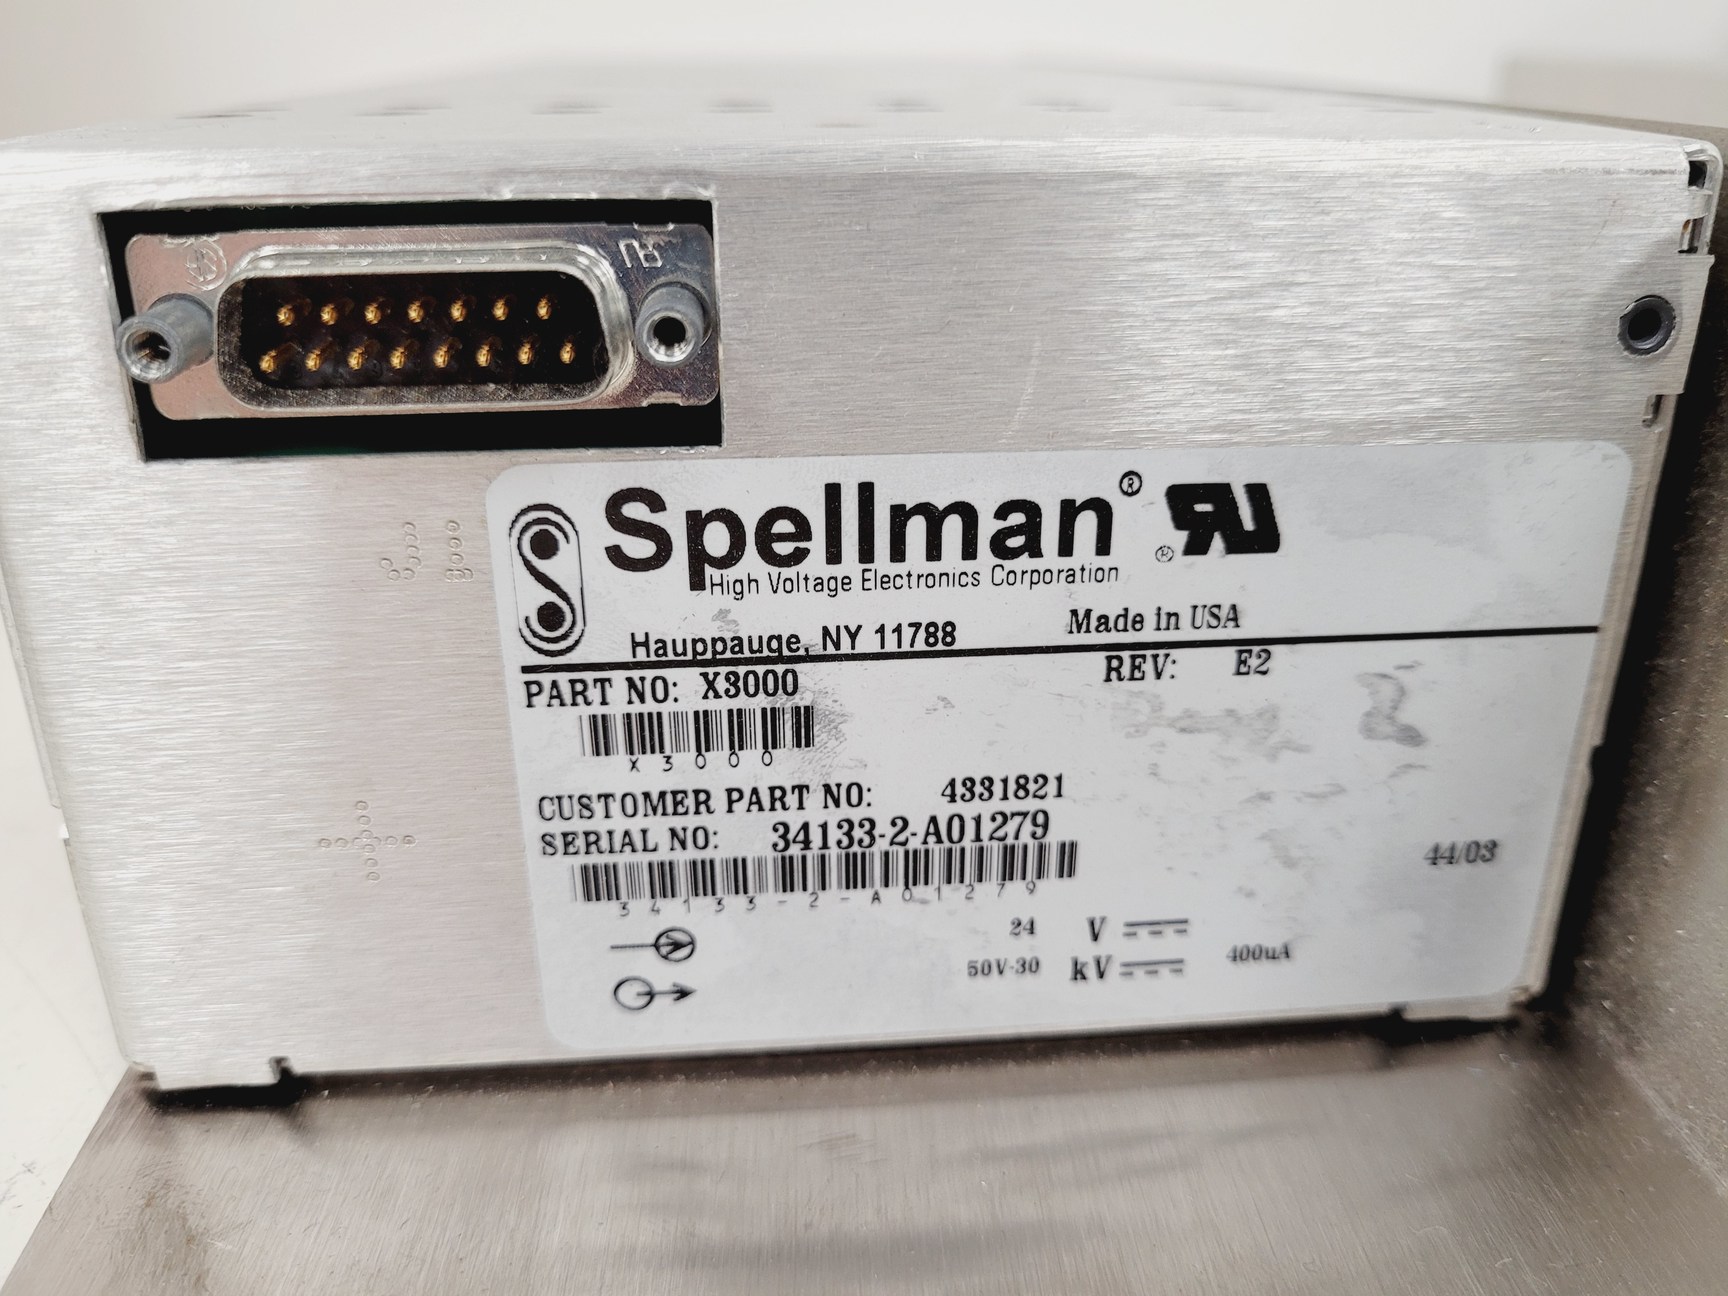 Spellman®
High Voltage Electronics Corporation
Hauppauge, NY 11788 Made in USA
PART NO: X3000 REV: E2
X3000
CUSTOMER PART NO: 4331821
SERIAL NO: 34133-2-A01279
34133-2-A01279
44/03
24 V
50V-30 kV 400uA